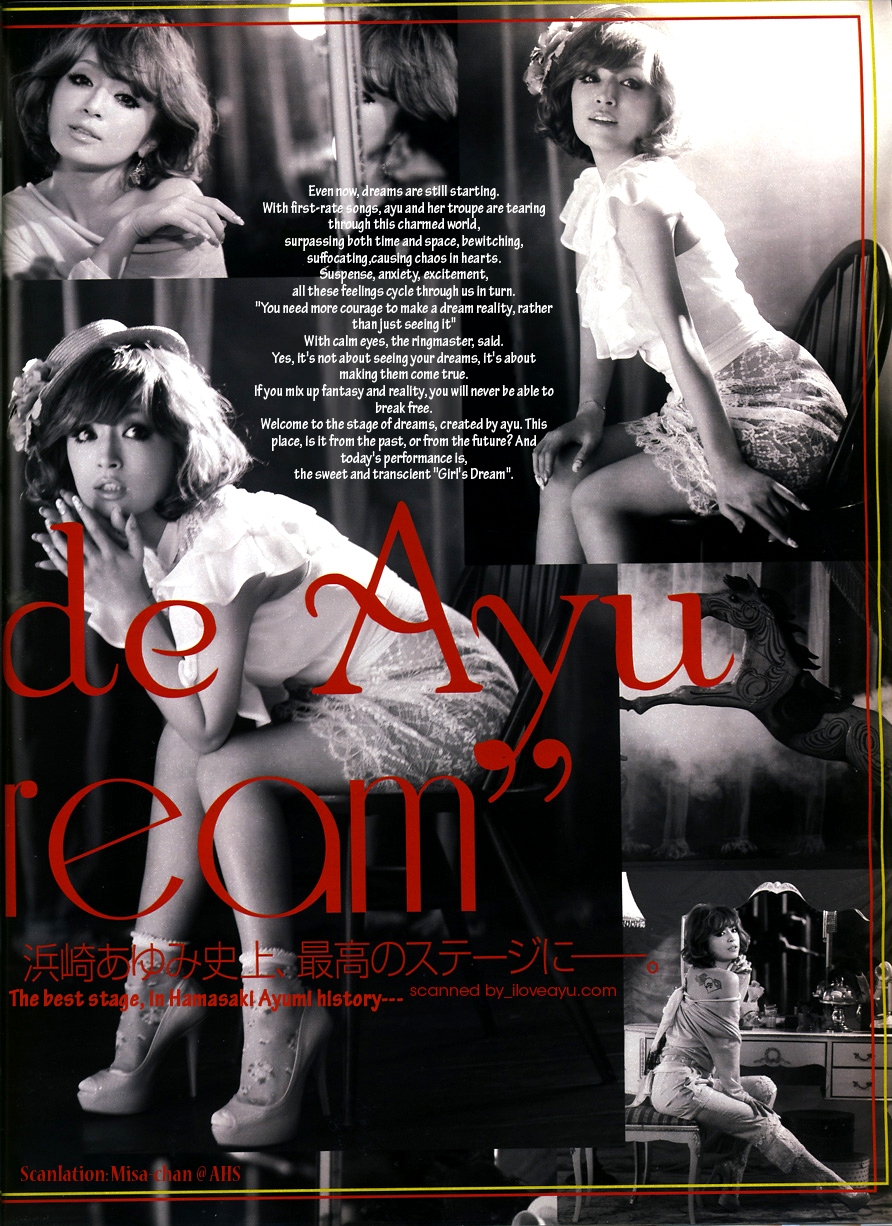 Even now, dreams are still starting.
With first-rate songs, ayu and her troupe are tearing
through this charmed world,
surpassing both time and space, bewitching,
suffocating,causing chaos in hearts.
Suspense, anxiety, excitement,
all these feelings cycle through us in turn.
"You need more courage to make a dream reality, rather
than just seeing it"
With calm eyes, the ringmaster, said.
Yes, it's not about seeing your dreams, it's about
making them come true.
If you mix up fantasy and reality, you will never be able to
break free.
Welcome to the stage of dreams, created by ayu. This
place, is it from the past, or from the future? And
today's performance is,
the sweet and transcient "Girl's Dream".
de Ayu
ream”
浜崎あゆみ史上、最高のステージに――。
The best stage, in Hamasaki Ayumi history---
scanned by_iloveayu.com
Scanlation:Misa-chan @ AHS